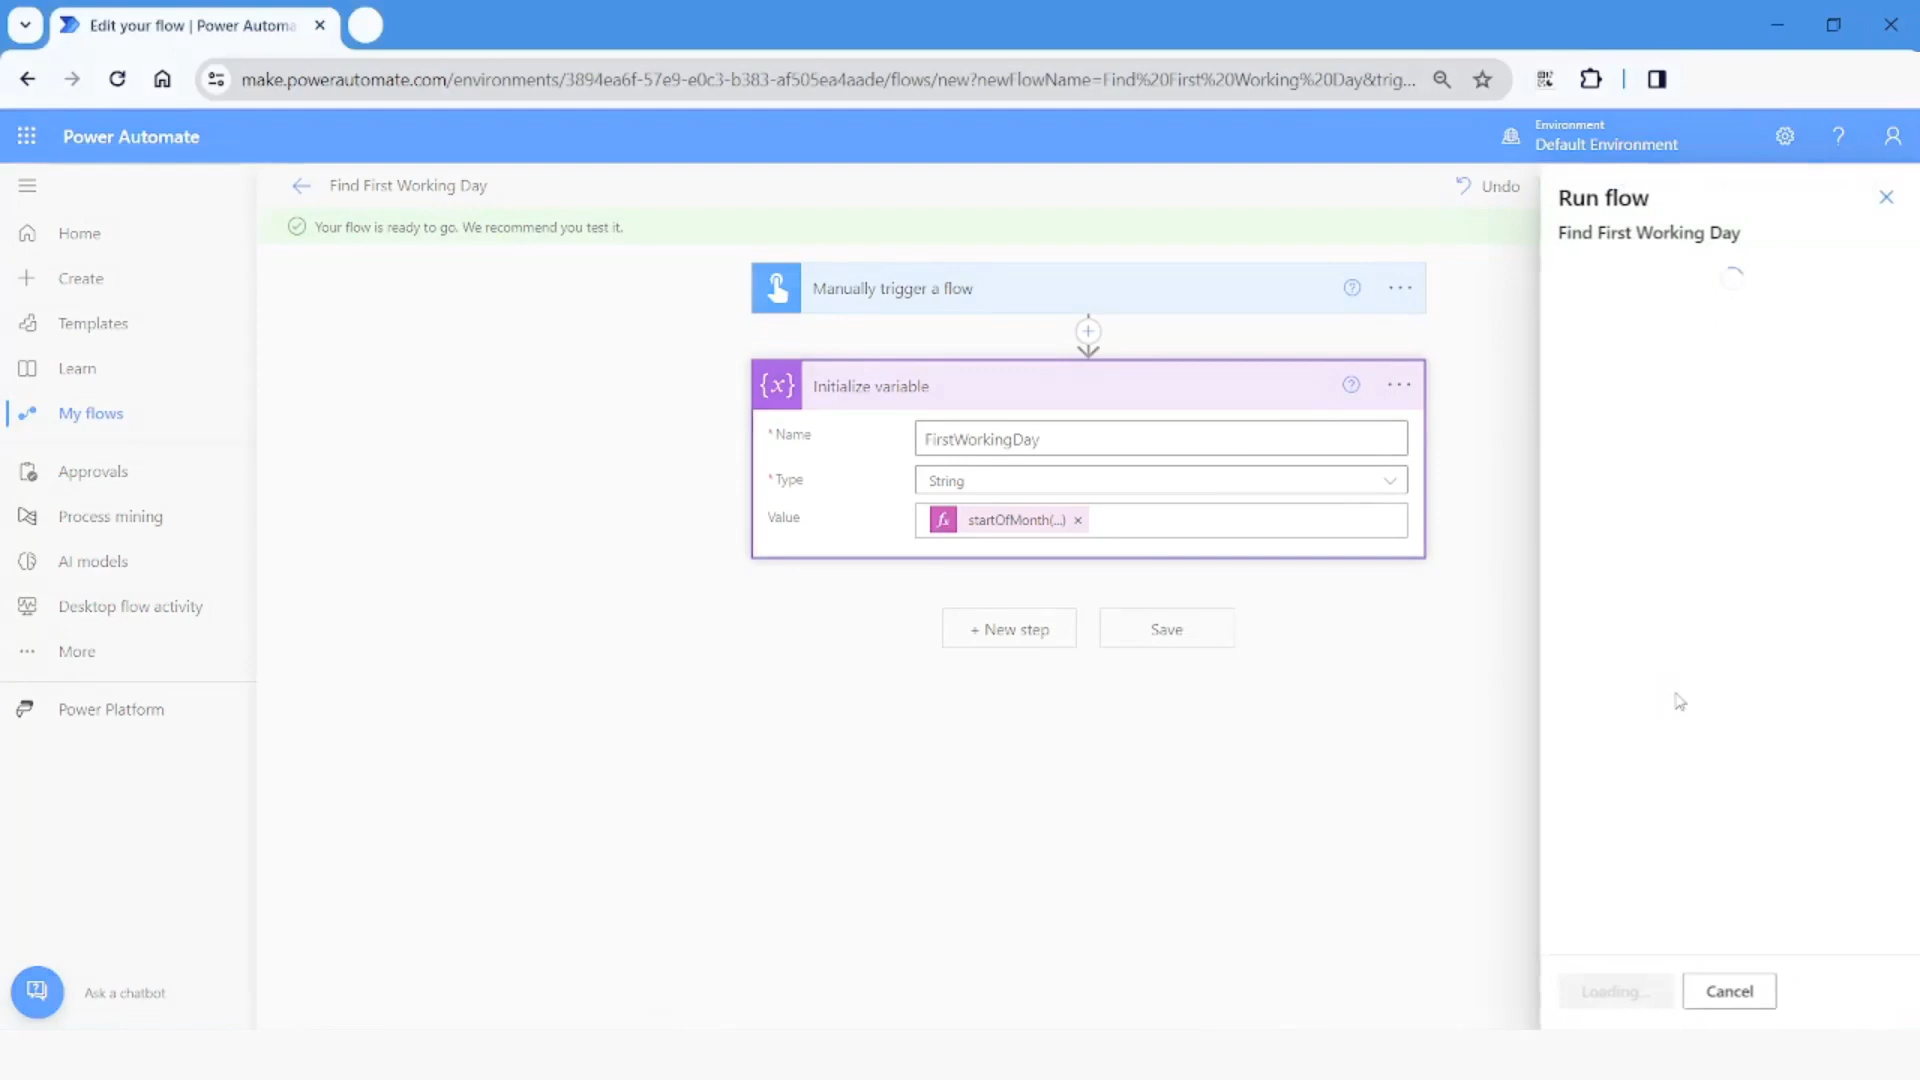 Edit your flow | Power Automa
make.powerautomate.com/environments/3894ea6f-57e9-e0c3-b383-af505ea4aade/flows/new?newFlowName=Find%20First%20Working%20Day&trig...
Power Automate
Environment
Default Environment
Find First Working Day
Undo
Your flow is ready to go. We recommend you test it.
Home
Create
Templates
Learn
My flows
Approvals
Process mining
AI models
Desktop flow activity
More
Power Platform
Ask a chatbot
Manually trigger a flow
{x} Initialize variable
* Name
FirstWorkingDay
* Type
String
Value
fx startOfMonth(...) ×
+ New step
Save
Run flow
Find First Working Day
Loading...
Cancel